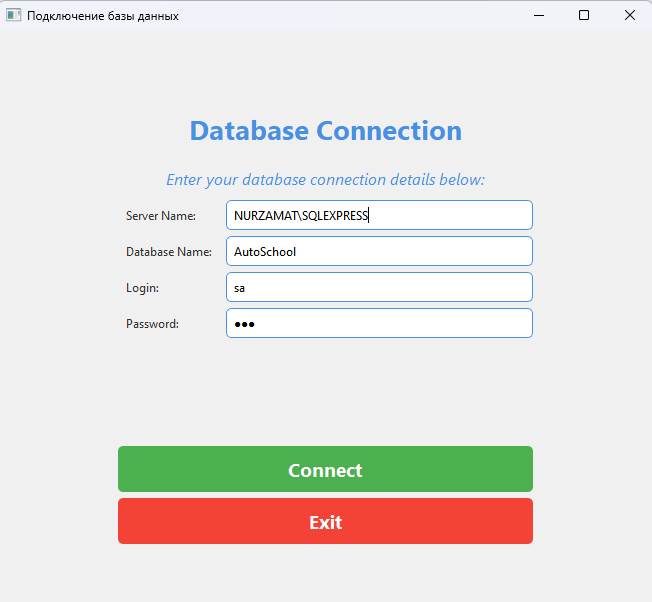 Подключение базы данных
Database Connection
Enter your database connection details below:
Server Name: NURZAMAT\SQLEXPRESS
Database Name: AutoSchool
Login: sa
Password: ●●●
Connect
Exit